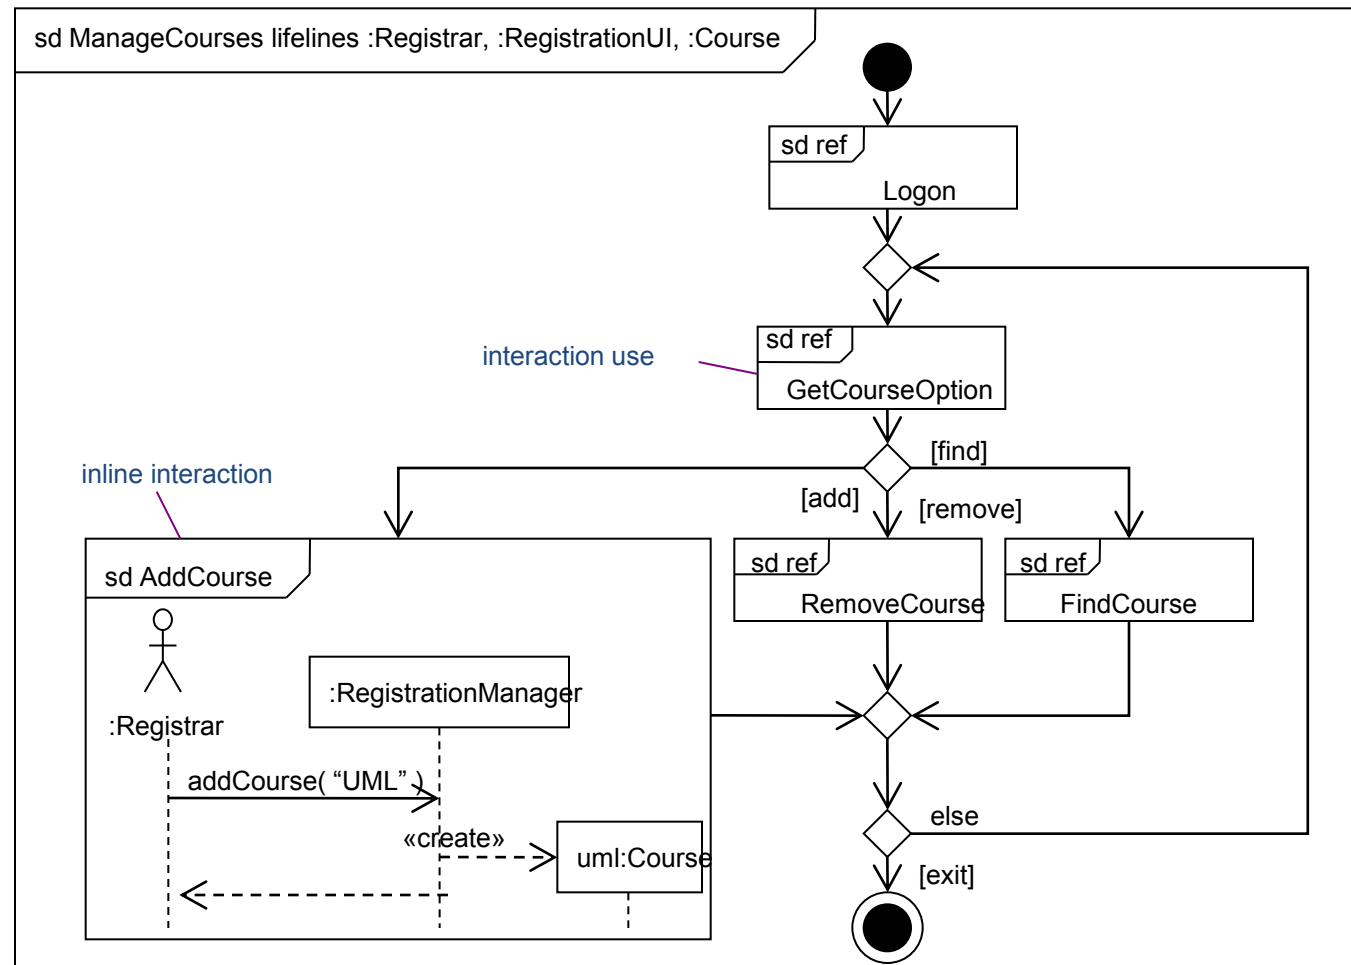 sd ManageCourses lifelines :Registrar, :RegistrationUI, :Course
sd ref
Logon
sd ref
GetCourseOption
interaction use
[find]
inline interaction
[add]
[remove]
sd AddCourse
sd ref
RemoveCourse
sd ref
FindCourse
:RegistrationManager
:Registrar
addCourse( “UML” )
«create»
uml:Course
else
[exit]